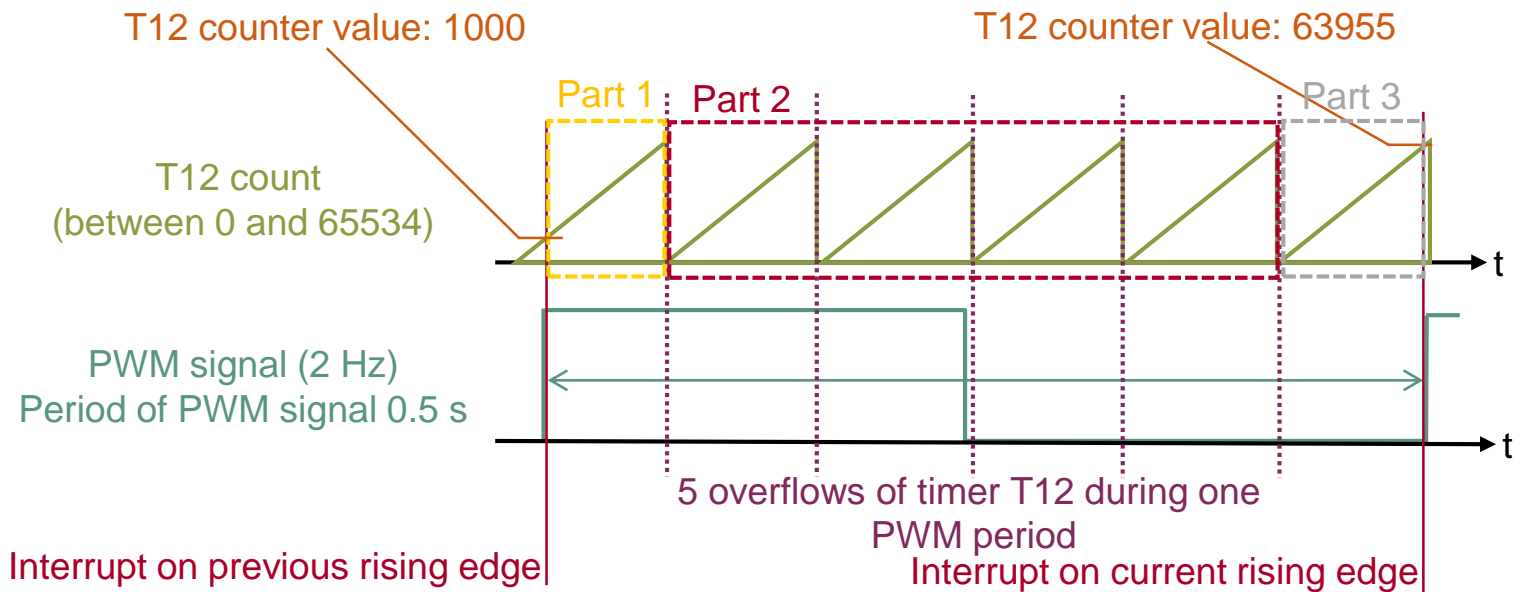 T12 counter value: 1000
T12 counter value: 63955
Part 1
Part 2
Part 3
T12 count
(between 0 and 65534)
t
PWM signal (2 Hz)
Period of PWM signal 0.5 s
t
5 overflows of timer T12 during one
PWM period
Interrupt on previous rising edge
Interrupt on current rising edge